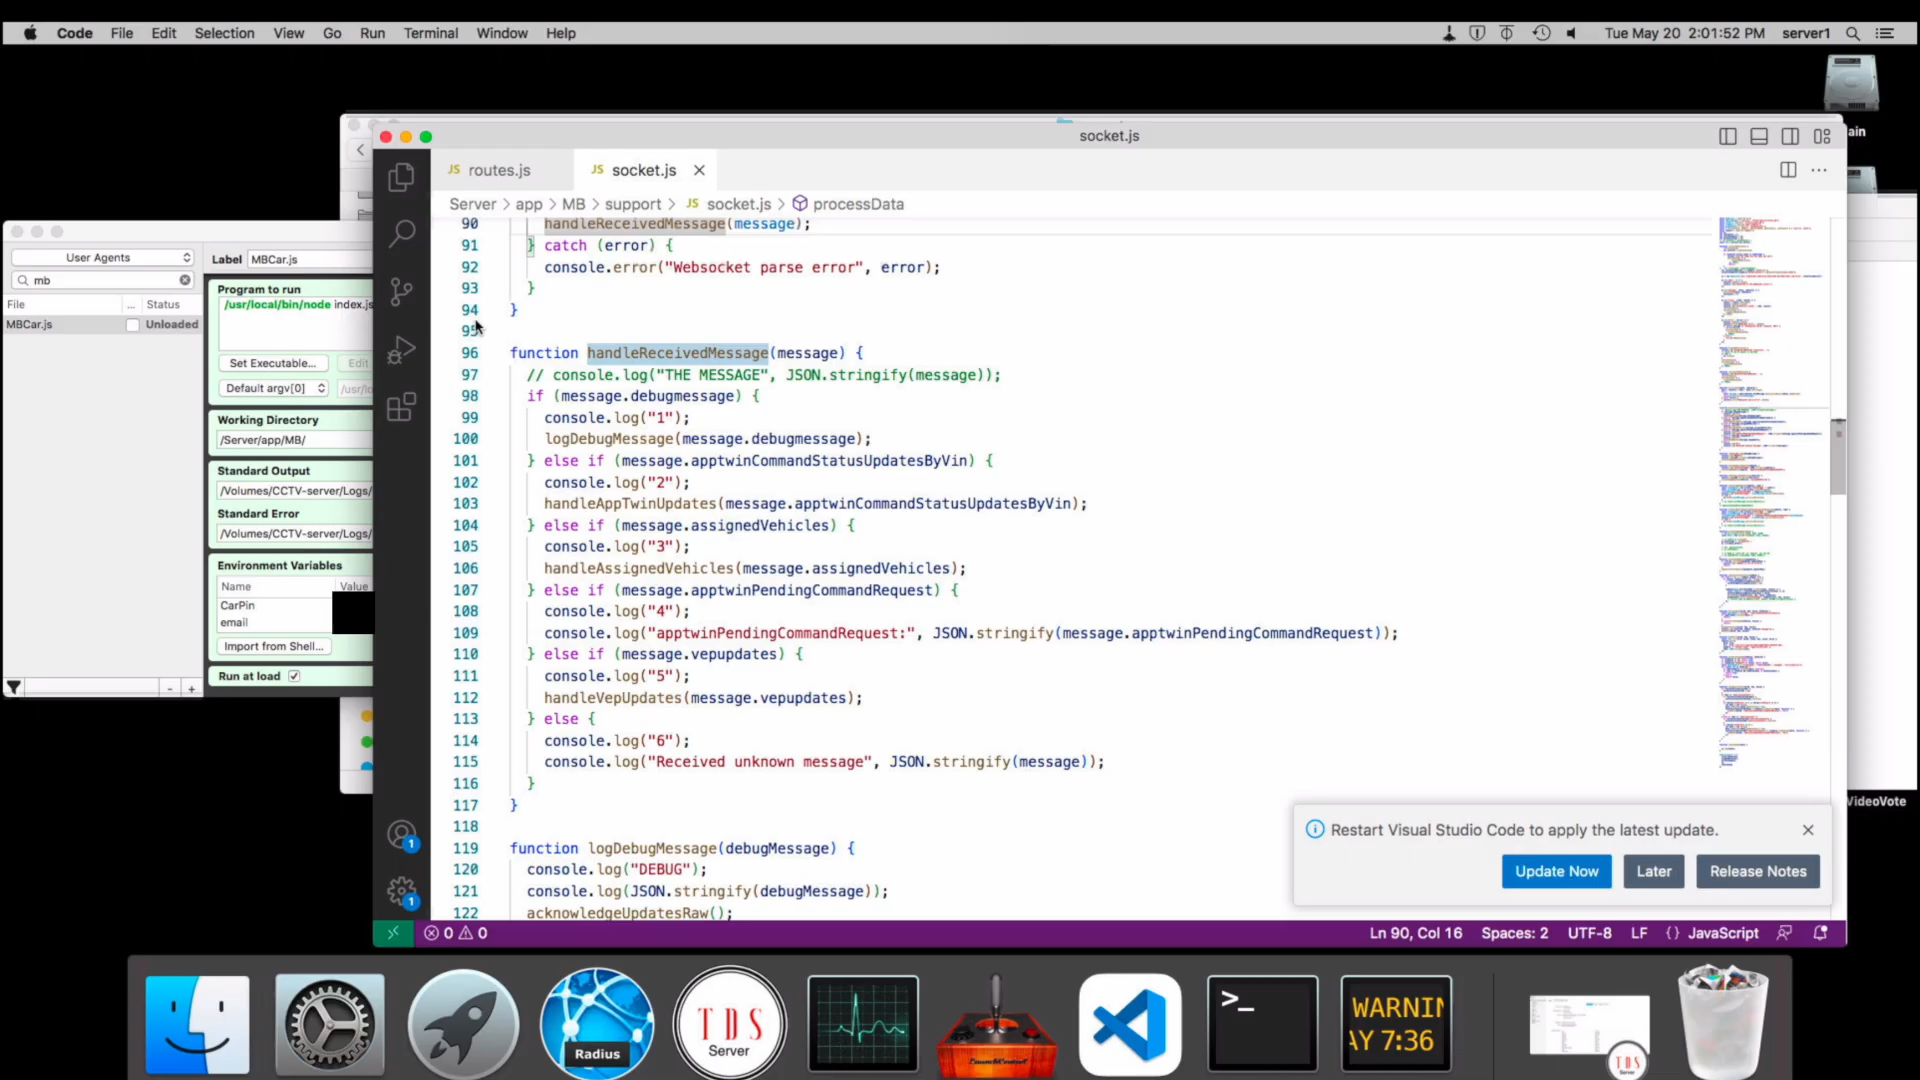 Code File Edit Selection View Go Run Terminal Window Help
Tue May 20 2:01:52 PM server1
ain
socket.js
JS routes.js
JS socket.js
Server > app > MB > support > JS socket.js > processData
90 handleReceivedMessage(message);
91 } catch (error) {
92 console.error("Websocket parse error", error);
93 }
94 }
95
96 function handleReceivedMessage(message) {
97 // console.log("THE MESSAGE", JSON.stringify(message));
98 if (message.debugmessage) {
99 console.log("1");
100 logDebugMessage(message.debugmessage);
101 } else if (message.apptwinCommandStatusUpdatesByVin) {
102 console.log("2");
103 handleAppTwinUpdates(message.apptwinCommandStatusUpdatesByVin);
104 } else if (message.assignedVehicles) {
105 console.log("3");
106 handleAssignedVehicles(message.assignedVehicles);
107 } else if (message.apptwinPendingCommandRequest) {
108 console.log("4");
109 console.log("apptwinPendingCommandRequest:", JSON.stringify(message.apptwinPendingCommandRequest));
110 } else if (message.vepupdates) {
111 console.log("5");
112 handleVepUpdates(message.vepupdates);
113 } else {
114 console.log("6");
115 console.log("Received unknown message", JSON.stringify(message));
116 }
117 }
118
119 function logDebugMessage(debugMessage) {
120 console.log("DEBUG");
121 console.log(JSON.stringify(debugMessage));
122 acknowledgeUpdatesRaw();
User Agents
mb
File ... Status
MBCar.js Unloaded
Label MBCar.js
Program to run
/usr/local/bin/node index.js
Set Executable... Edit
Default argv[0] /usr/lo
Working Directory
/Server/app/MB/
Standard Output
/Volumes/CCTV-server/Logs/
Standard Error
/Volumes/CCTV-server/Logs/
Environment Variables
Name Value
CarPin
email
Import from Shell...
Run at load
- +
VideoVote
Restart Visual Studio Code to apply the latest update.
Update Now Later Release Notes
0 0
Ln 90, Col 16 Spaces: 2 UTF-8 LF {} JavaScript
1
1
Radius
TDS
Server
>_
WARNIN
AY 7:36
TDS
Server